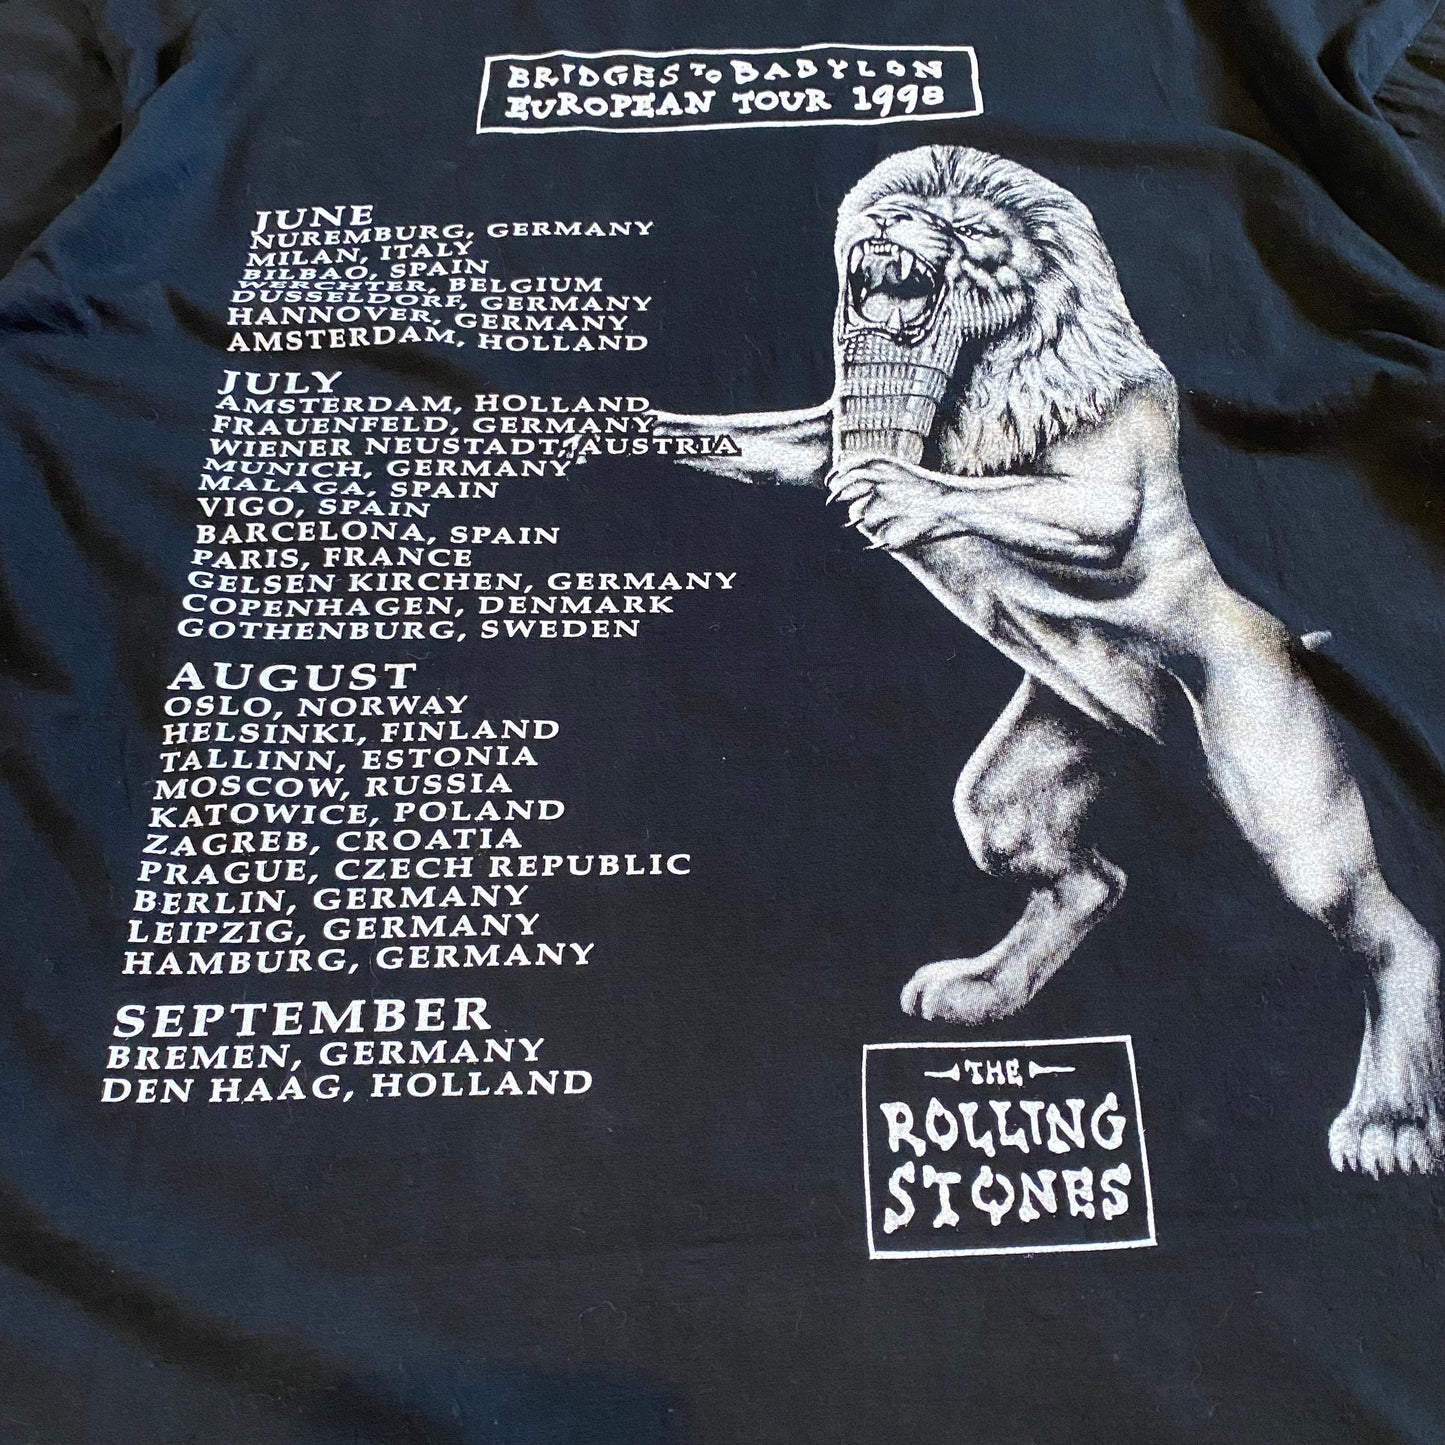 BRIDGES TO BABYLON
EUROPEAN TOUR 1998
JUNE
NUREMBURG, GERMANY
MILAN, ITALY
BILBAO, SPAIN
WERCHTER, BELGIUM
DUSSELDORF, GERMANY
HANNOVER, GERMANY
AMSTERDAM, HOLLAND
JULY
AMSTERDAM, HOLLAND
FRAUENFELD, GERMANY
WIENER NEUSTADT, AUSTRIA
MUNICH, GERMANY
MALAGA, SPAIN
VIGO, SPAIN
BARCELONA, SPAIN
PARIS, FRANCE
GELSEN KIRCHEN, GERMANY
COPENHAGEN, DENMARK
GOTHENBURG, SWEDEN
AUGUST
OSLO, NORWAY
HELSINKI, FINLAND
TALLINN, ESTONIA
MOSCOW, RUSSIA
KATOWICE, POLAND
ZAGREB, CROATIA
PRAGUE, CZECH REPUBLIC
BERLIN, GERMANY
LEIPZIG, GERMANY
HAMBURG, GERMANY
SEPTEMBER
BREMEN, GERMANY
DEN HAAG, HOLLAND
THE
ROLLING
STONES